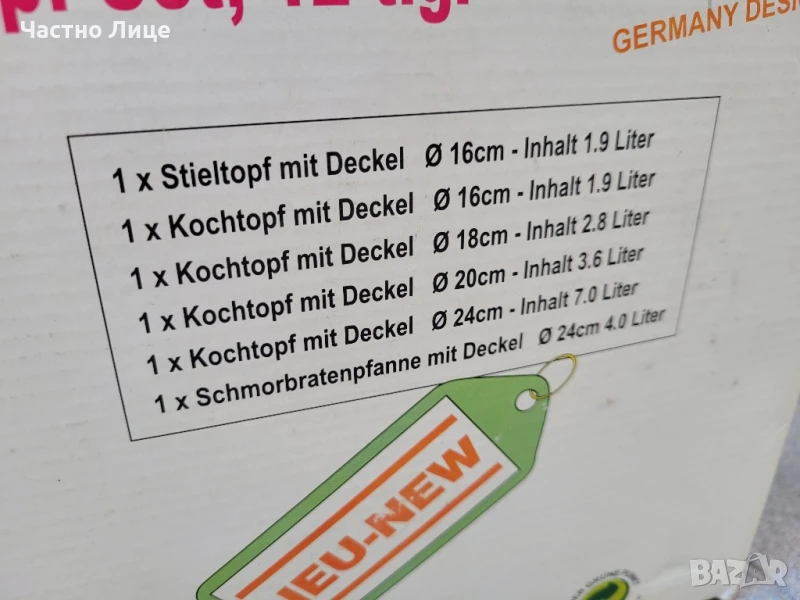 Частно Лице
GERMANY
1 x Stieltopf mit Deckel Ø 16cm - Inhalt 1.9 Liter
1 x Kochtopf mit Deckel Ø 16cm - Inhalt 1.9 Liter
1 x Kochtopf mit Deckel Ø 18cm - Inhalt 2.8 Liter
1 x Kochtopf mit Deckel Ø 20cm - Inhalt 3.6 Liter
1 x Kochtopf mit Deckel Ø 24cm - Inhalt 7.0 Liter
1 x Schmorbratenpfanne mit Deckel Ø 24cm 4.0 Liter
NEU-NEW
BAZAR